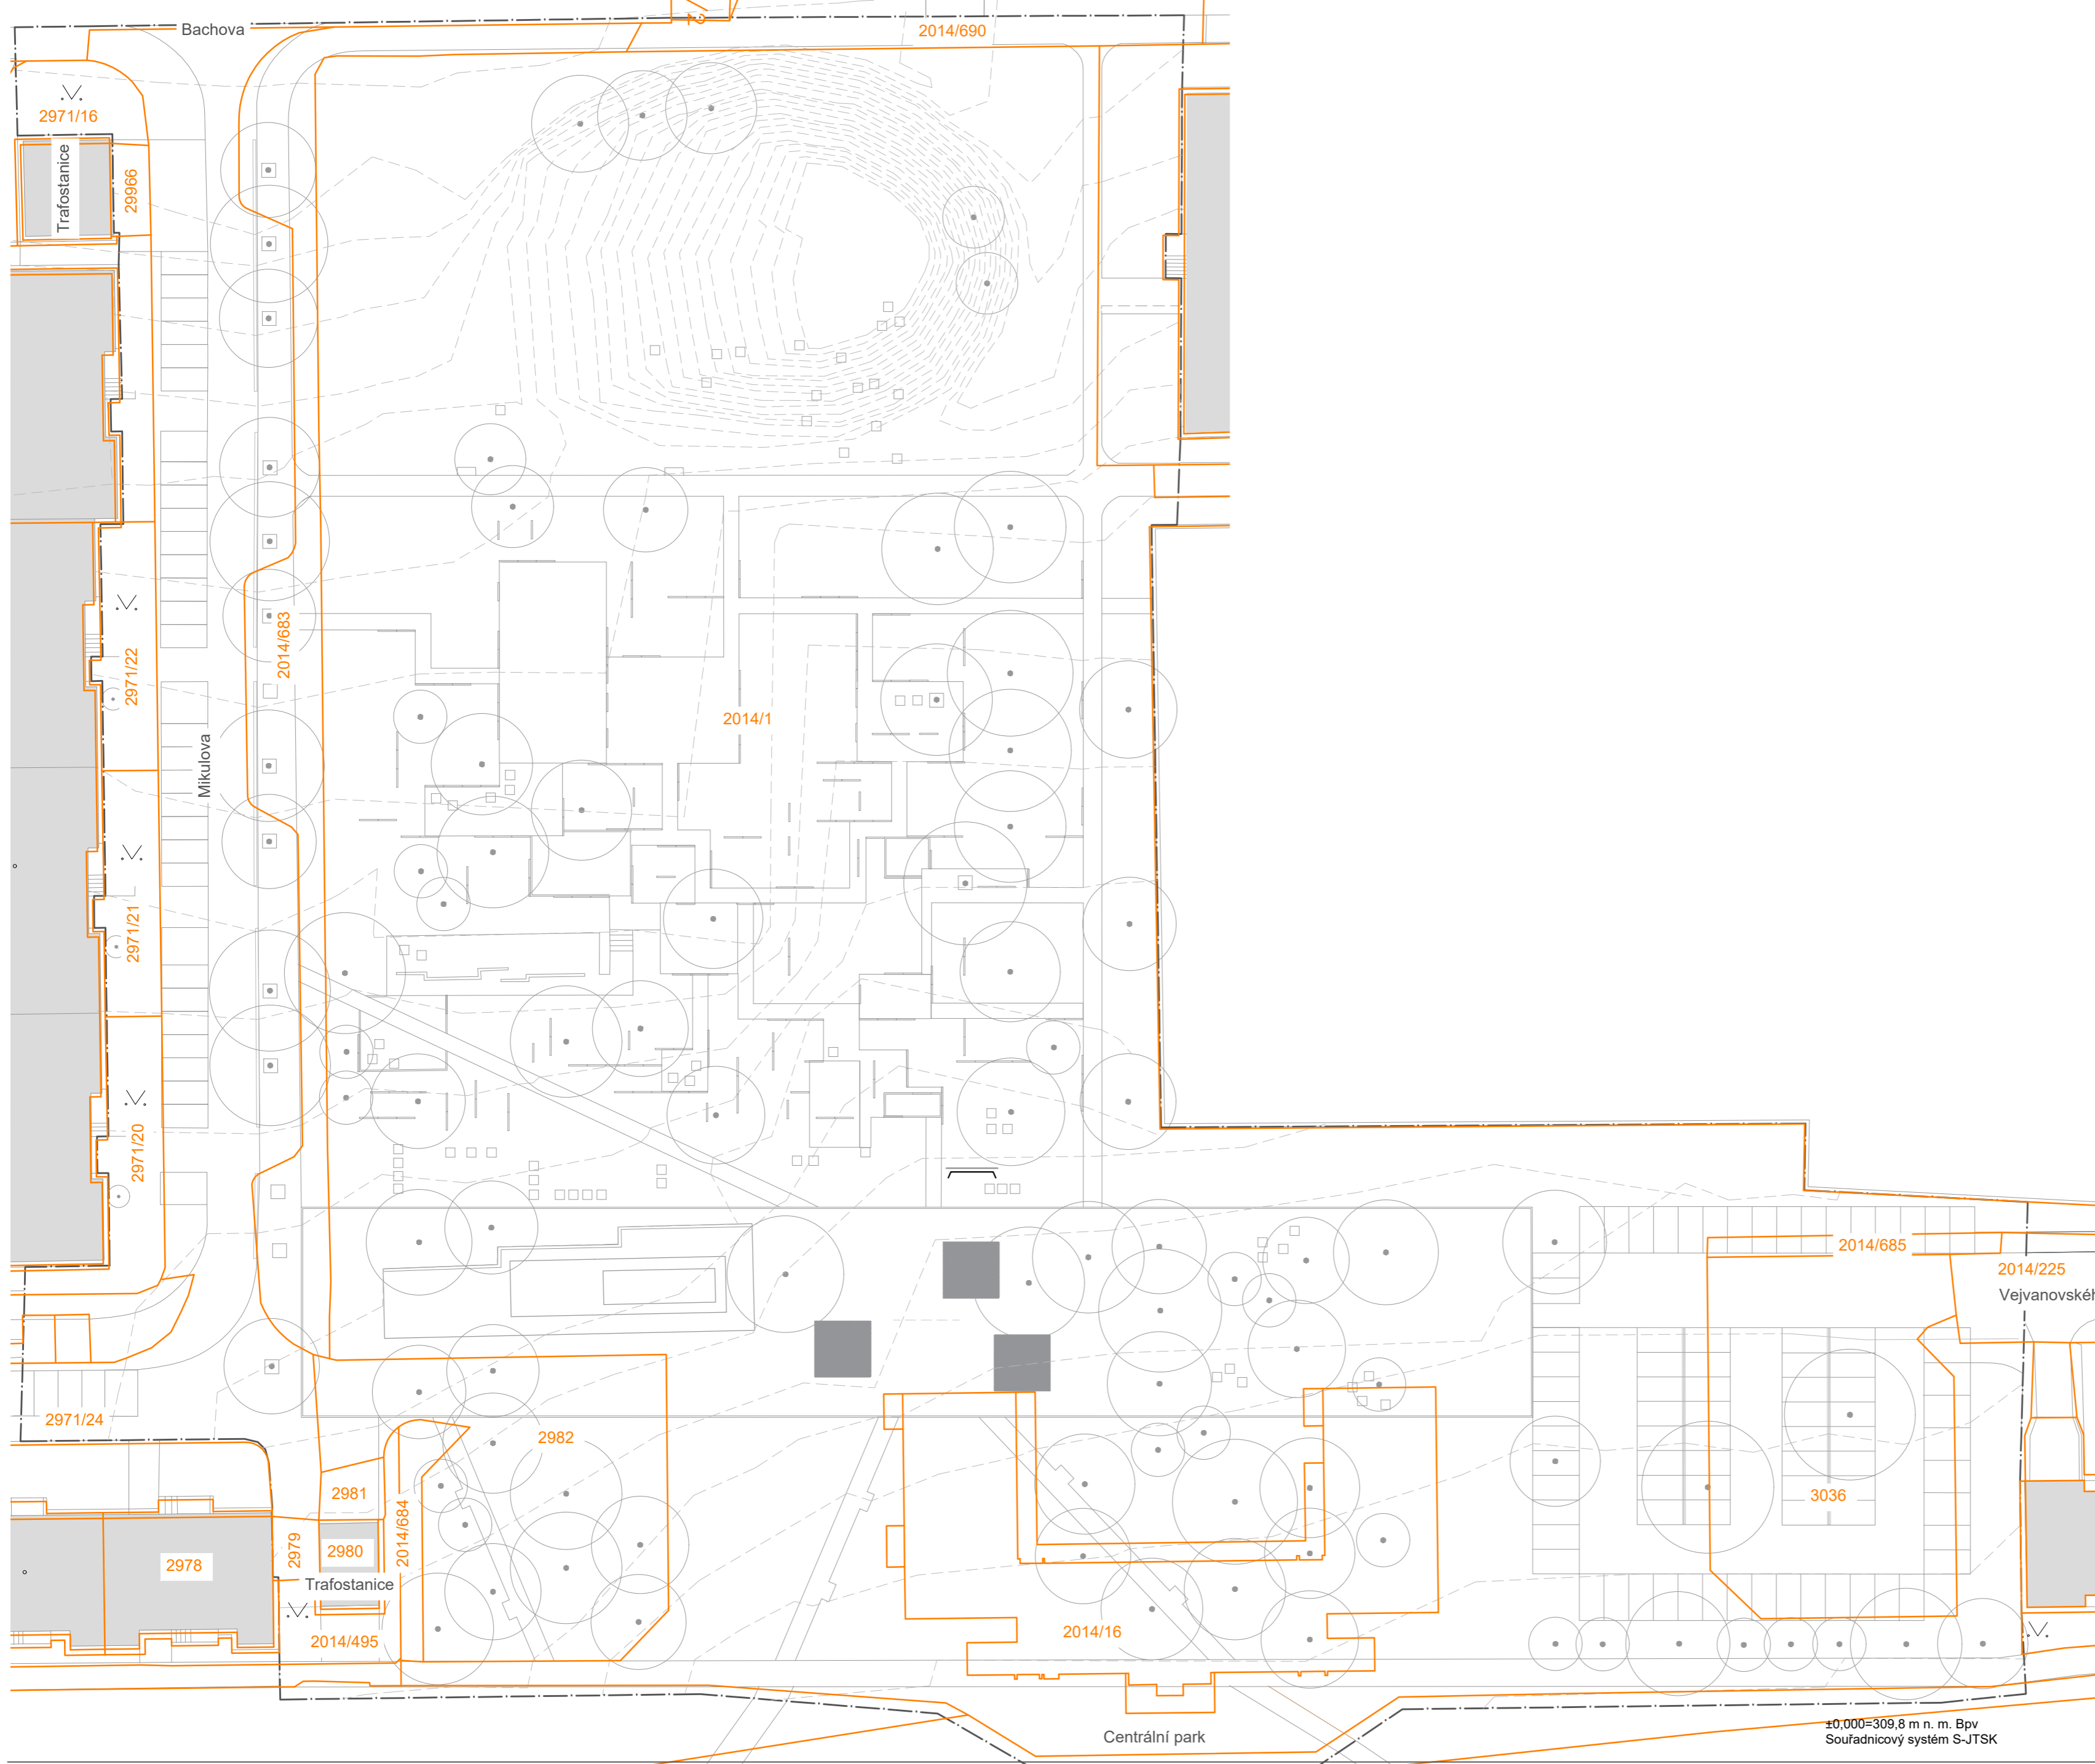 Bachova
2014/690
2971/16
Trafostanice
29966
2014/683
2971/22
2014/1
Mikulova
2971/21
2971/20
2014/685
2014/225
Vejvanovskéh
2971/24
2982
2981
2014/684
3036
2979
2980
2978
Trafostanice
2014/495
2014/16
Centrální park
±0,000=309,8 m n. m. Bpv
Souřadnicový systém S-JTSK